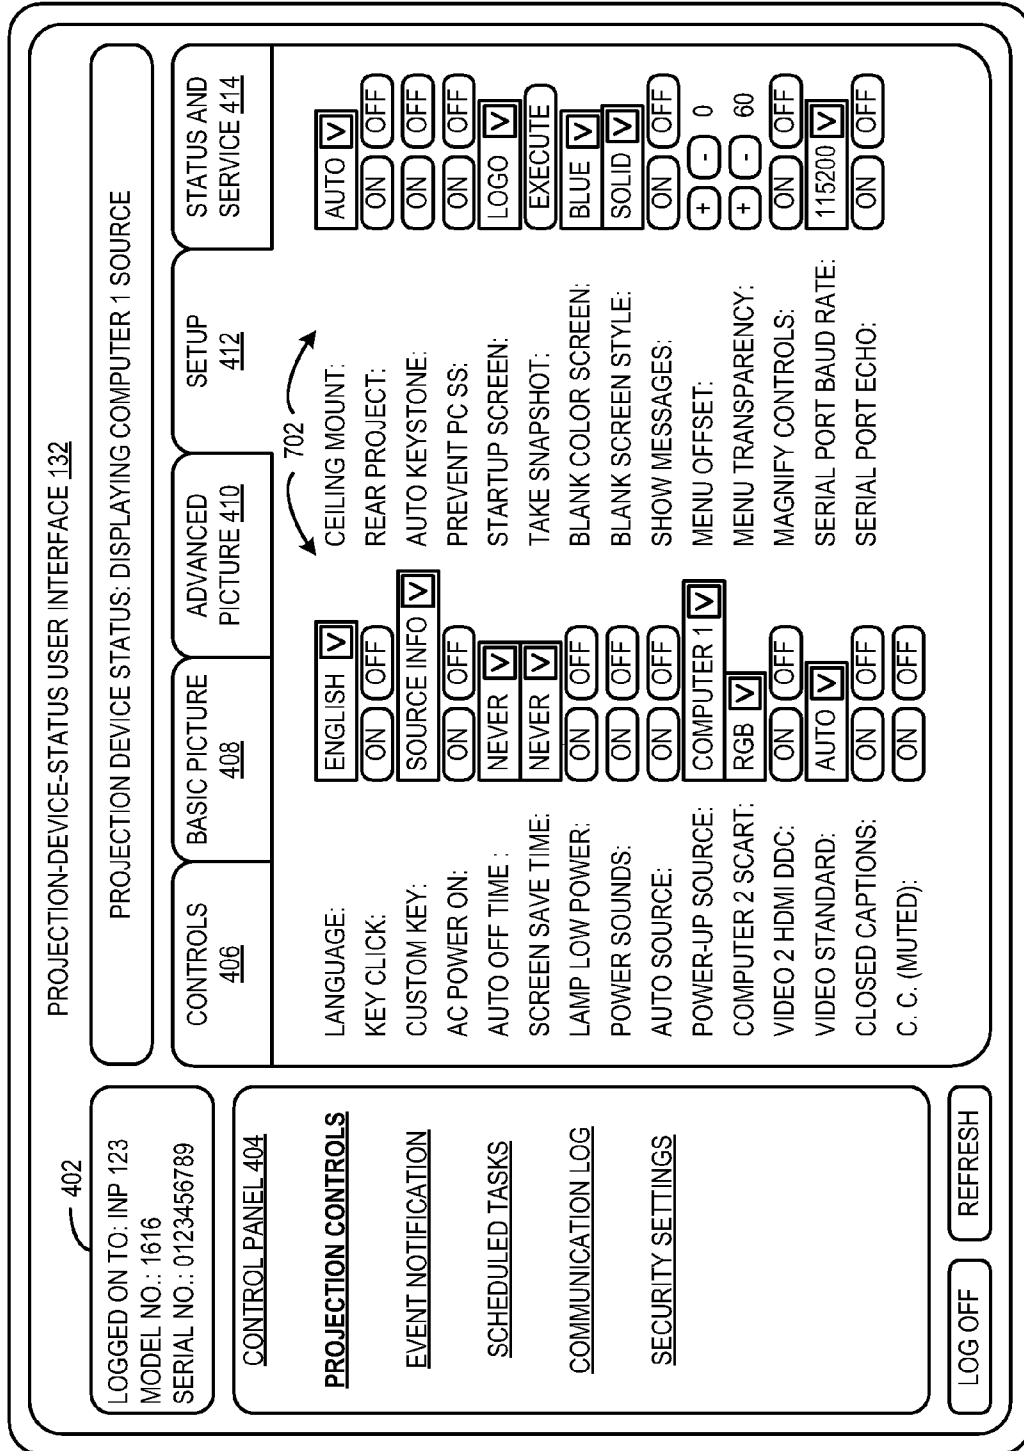 PROJECTION-DEVICE-STATUS USER INTERFACE 132
402
LOGGED ON TO: INP 123
MODEL NO.: 1616
SERIAL NO.: 0123456789
PROJECTION DEVICE STATUS: DISPLAYING COMPUTER 1 SOURCE
CONTROL PANEL 404
PROJECTION CONTROLS
EVENT NOTIFICATION
SCHEDULED TASKS
COMMUNICATION LOG
SECURITY SETTINGS
LOG OFF REFRESH
CONTROLS
406
BASIC PICTURE
408
ADVANCED
PICTURE 410
SETUP
412
STATUS AND
SERVICE 414
702
LANGUAGE: ENGLISH V
KEY CLICK: ON OFF
CUSTOM KEY: SOURCE INFO V
AC POWER ON: ON OFF
AUTO OFF TIME : NEVER V
SCREEN SAVE TIME: NEVER V
LAMP LOW POWER: ON OFF
POWER SOUNDS: ON OFF
AUTO SOURCE: ON OFF
POWER-UP SOURCE: COMPUTER 1 V
COMPUTER 2 SCART: RGB V
VIDEO 2 HDMI DDC: ON OFF
VIDEO STANDARD: AUTO V
CLOSED CAPTIONS: ON OFF
C. C. (MUTED): ON OFF
CEILING MOUNT: AUTO V
REAR PROJECT: ON OFF
AUTO KEYSTONE: ON OFF
PREVENT PC SS: ON OFF
STARTUP SCREEN: LOGO V
TAKE SNAPSHOT: EXECUTE
BLANK COLOR SCREEN: BLUE V
BLANK SCREEN STYLE: SOLID V
SHOW MESSAGES: ON OFF
MENU OFFSET: + - 0
MENU TRANSPARENCY: + - 60
MAGNIFY CONTROLS: ON OFF
SERIAL PORT BAUD RATE: 115200 V
SERIAL PORT ECHO: ON OFF